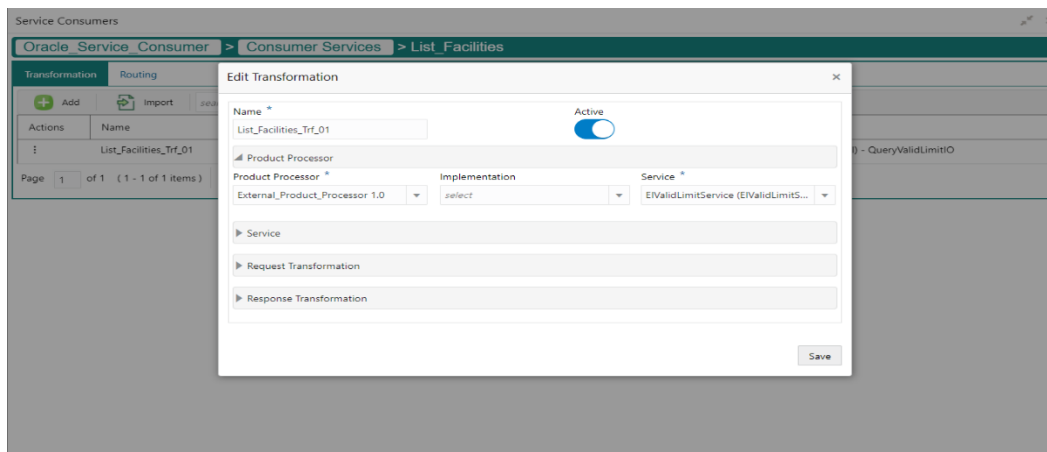 Service Consumers
Oracle_Service_Consumer > Consumer Services > List_Facilities
Transformation Routing
Add Import
Actions Name
List_Facilities_Trf_01 - QueryValidLimitIO
Page 1 of 1 (1 - 1 of 1 items)
Edit Transformation ×
Name * Active
List_Facilities_Trf_01
Product Processor
Product Processor * Implementation Service *
External_Product_Processor 1.0 select EIValidLimitService (EIValidLimitS...
Service
Request Transformation
Response Transformation
Save